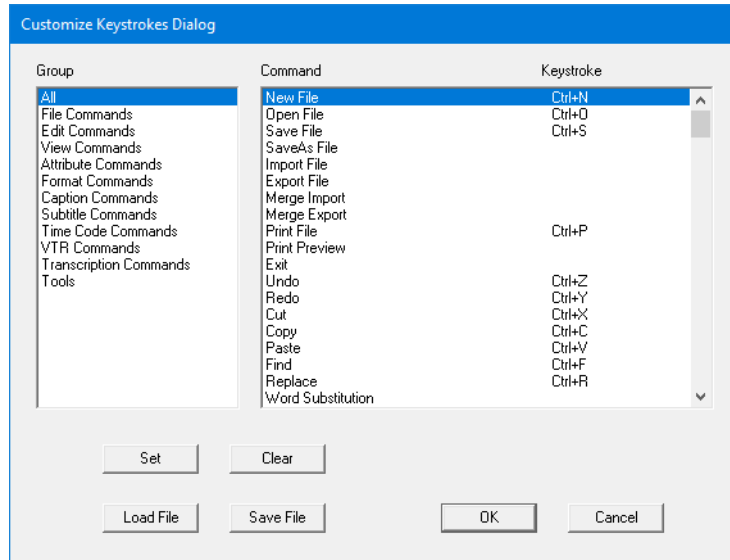 Customize Keystrokes Dialog
Group
All
File Commands
Edit Commands
View Commands
Attribute Commands
Format Commands
Caption Commands
Subtitle Commands
Time Code Commands
VTR Commands
Transcription Commands
Tools
Command Keystroke
New File Ctrl+N
Open File Ctrl+O
Save File Ctrl+S
SaveAs File
Import File
Export File
Merge Import
Merge Export
Print File Ctrl+P
Print Preview
Exit
Undo Ctrl+Z
Redo Ctrl+Y
Cut Ctrl+X
Copy Ctrl+C
Paste Ctrl+V
Find Ctrl+F
Replace Ctrl+R
Word Substitution
Set Clear
Load File Save File OK Cancel